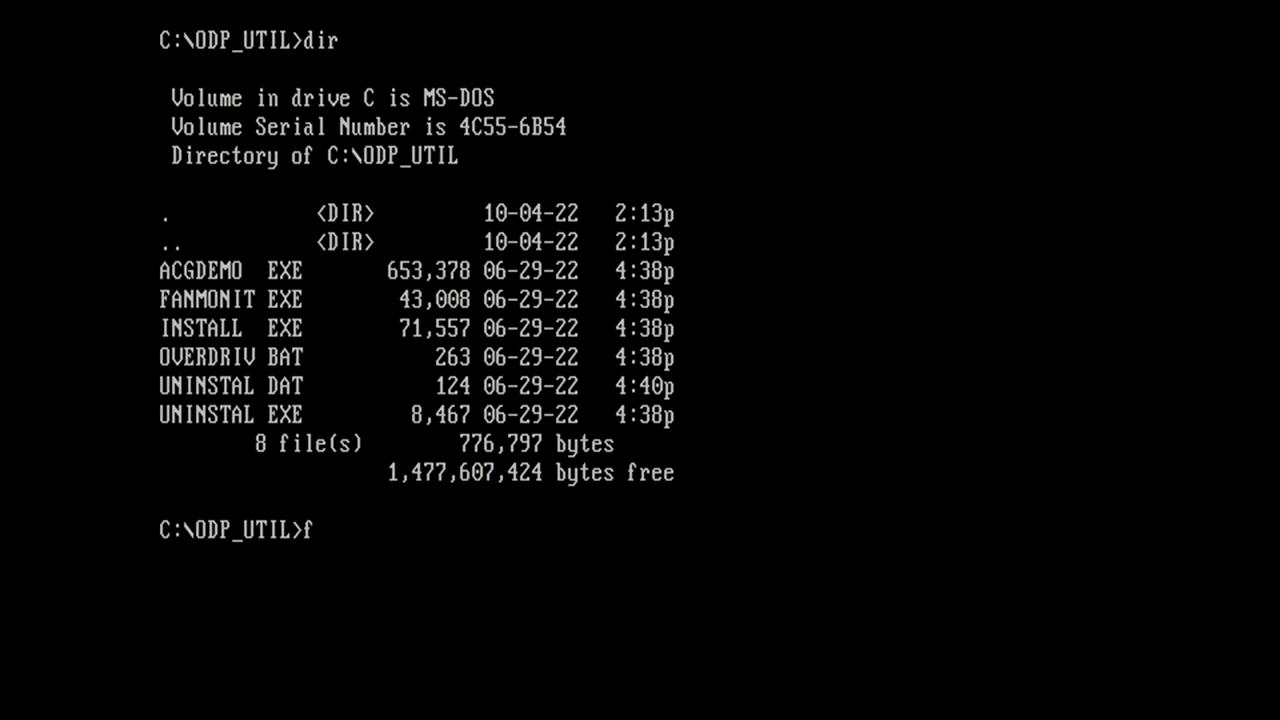 C:\ODP_UTIL>dir
Volume in drive C is MS-DOS
Volume Serial Number is 4C55-6B54
Directory of C:\ODP_UTIL
. <DIR> 10-04-22 2:13p
.. <DIR> 10-04-22 2:13p
ACGDEMO EXE 653,378 06-29-22 4:38p
FANMONIT EXE 43,008 06-29-22 4:38p
INSTALL EXE 71,557 06-29-22 4:38p
OVERDRIV BAT 263 06-29-22 4:38p
UNINSTAL DAT 124 06-29-22 4:40p
UNINSTAL EXE 8,467 06-29-22 4:38p
8 file(s) 776,797 bytes
1,477,607,424 bytes free
C:\ODP_UTIL>f